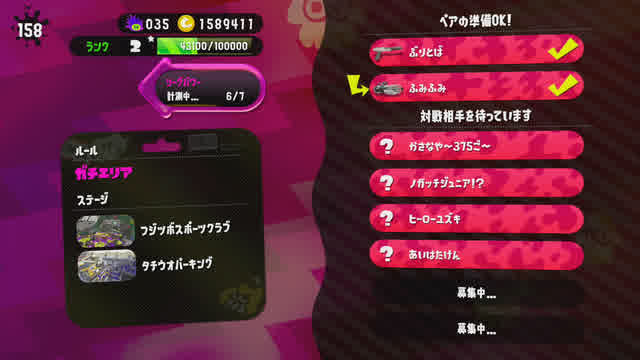 158
035
1589411
ランク 2 43100/100000
リーグパワー
計測中... 6/7
ルール
ガチエリア
ステージ
フジツボスポーツクラブ
タチウオパーキング
ペアの準備OK!
ぷりとば
ふみふみ
対戦相手を待っています
? かさなや〜375ご〜
? ノガッチジュニア!?
? ヒーローユズキ
? あいはたけん
募集中...
募集中...